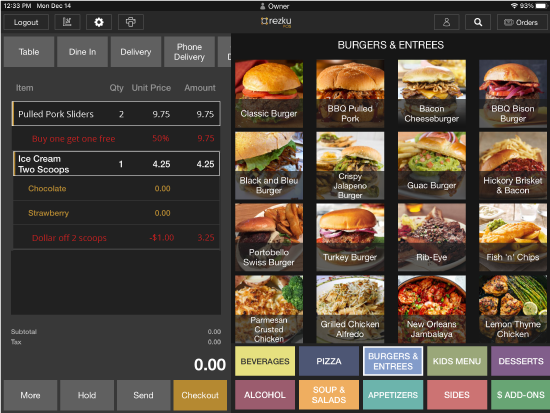 12:33 PM Mon Dec 14
Owner
93%
Logout
rezku
Orders
Table
Dine In
Delivery
Phone
Delivery
BURGERS & ENTREES
Item Qty Unit Price Amount
Pulled Pork Sliders 2 9.75 9.75
Buy one get one free 50% 9.75
Ice Cream
Two Scoops 1 4.25 4.25
Chocolate 0.00
Strawberry 0.00
Dollar off 2 scoops -$1.00 3.25
Subtotal 0.00
Tax 0.00
0.00
More
Hold
Send
Checkout
Classic Burger
BBQ Pulled
Pork
Bacon
Cheeseburger
BBQ Bison
Burger
Black and Bleu
Burger
Crispy
Jalapeno
Burger
Guac Burger
Hickory Brisket
& Bacon
Portobello
Swiss Burger
Turkey Burger
Rib-Eye
Fish 'n' Chips
Parmesan
Crusted
Chicken
Grilled Chicken
Alfredo
New Orleans
Jambalaya
Lemon Thyme
Chicken
BEVERAGES
PIZZA
BURGERS &
ENTREES
KIDS MENU
DESSERTS
ALCOHOL
SOUP &
SALADS
APPETIZERS
SIDES
$ ADD-ONS